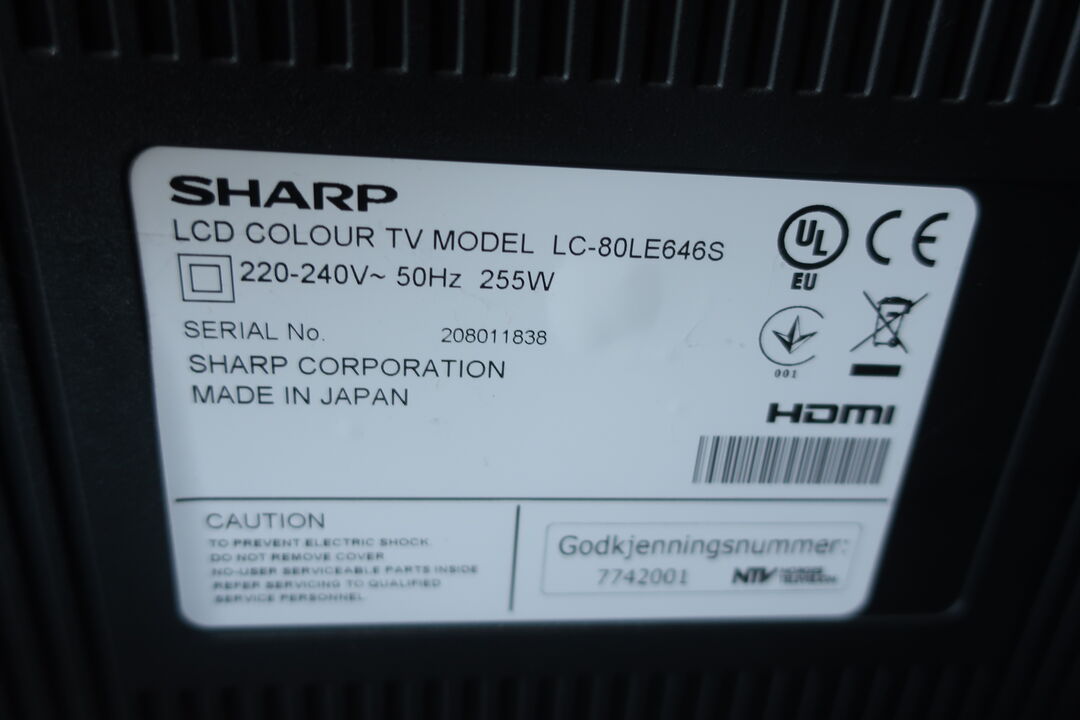 SHARP
LCD COLOUR TV MODEL LC-80LE646S
220-240V~ 50Hz 255W
SERIAL No. 208011838
SHARP CORPORATION
MADE IN JAPAN
UL
EU
CE
001
HDMI
CAUTION
TO PREVENT ELECTRIC SHOCK
DO NOT REMOVE COVER
NO-USER SERVICEABLE PARTS INSIDE
REFER SERVICING TO QUALIFIED
SERVICE PERSONNEL.
Godkjenningsnummer:
7742001 NTV